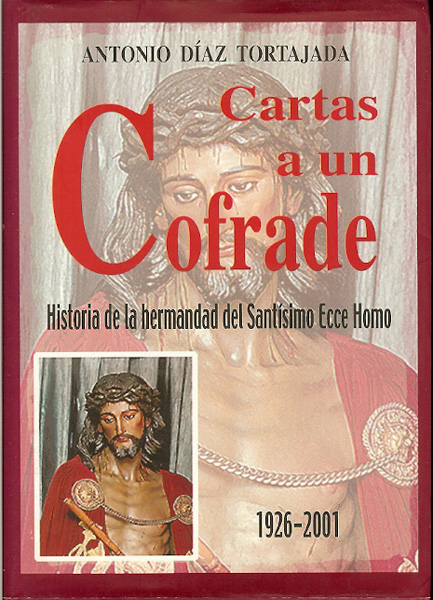 ANTONIO DÍAZ TORTAJADA
Cartas
a un
Cofrade
Historia de la hermandad del Santísimo Ecce Homo
1926-2001